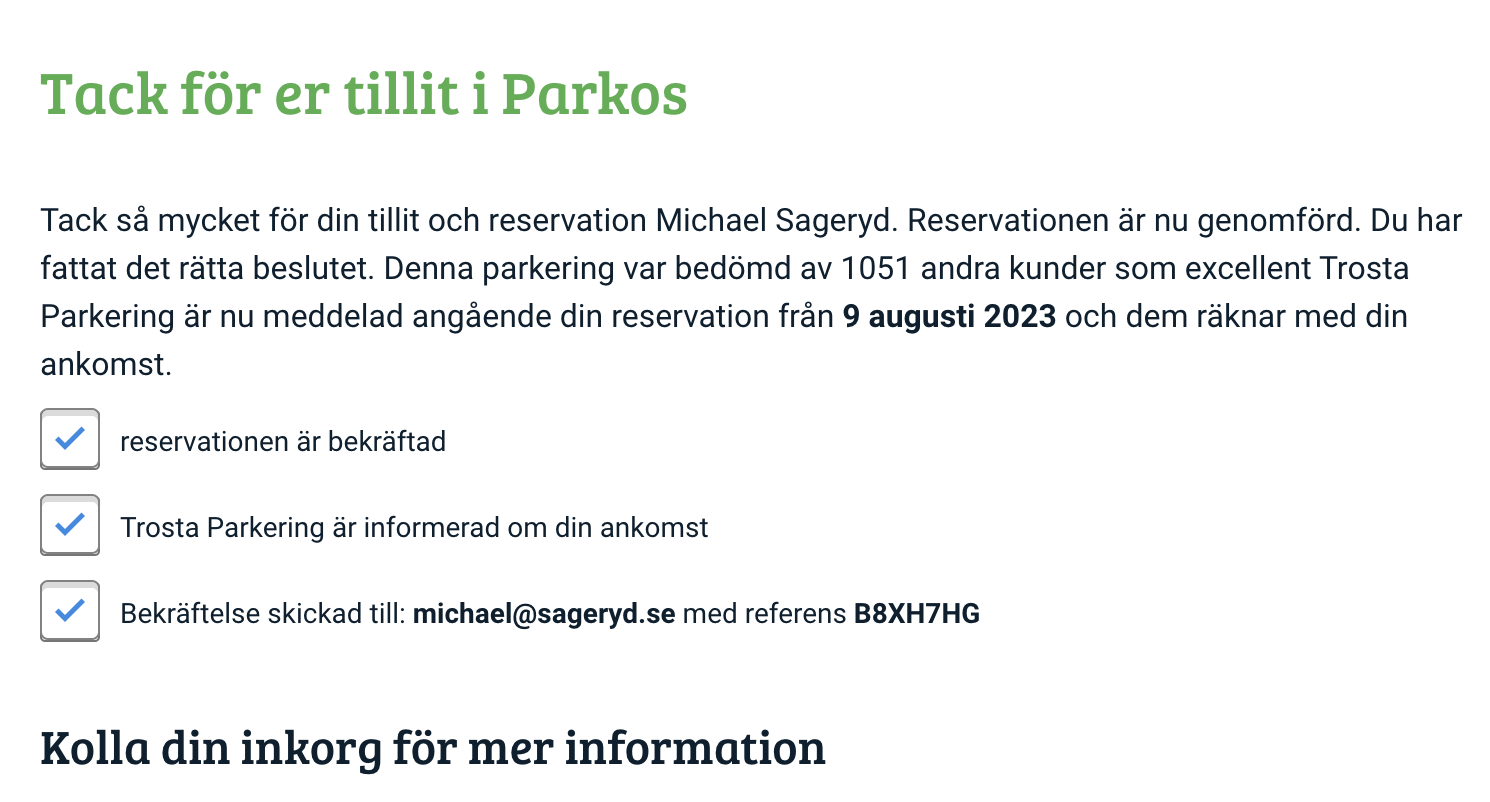 Tack för er tillit i Parkos
Tack så mycket för din tillit och reservation Michael Sageryd. Reservationen är nu genomförd. Du har
fattat det rätta beslutet. Denna parkering var bedömd av 1051 andra kunder som excellent Trosta
Parkering är nu meddelad angående din reservation från 9 augusti 2023 och dem räknar med din
ankomst.
reservationen är bekräftad
Trosta Parkering är informerad om din ankomst
Bekräftelse skickad till: michael@sageryd.se med referens B8XH7HG
Kolla din inkorg för mer information